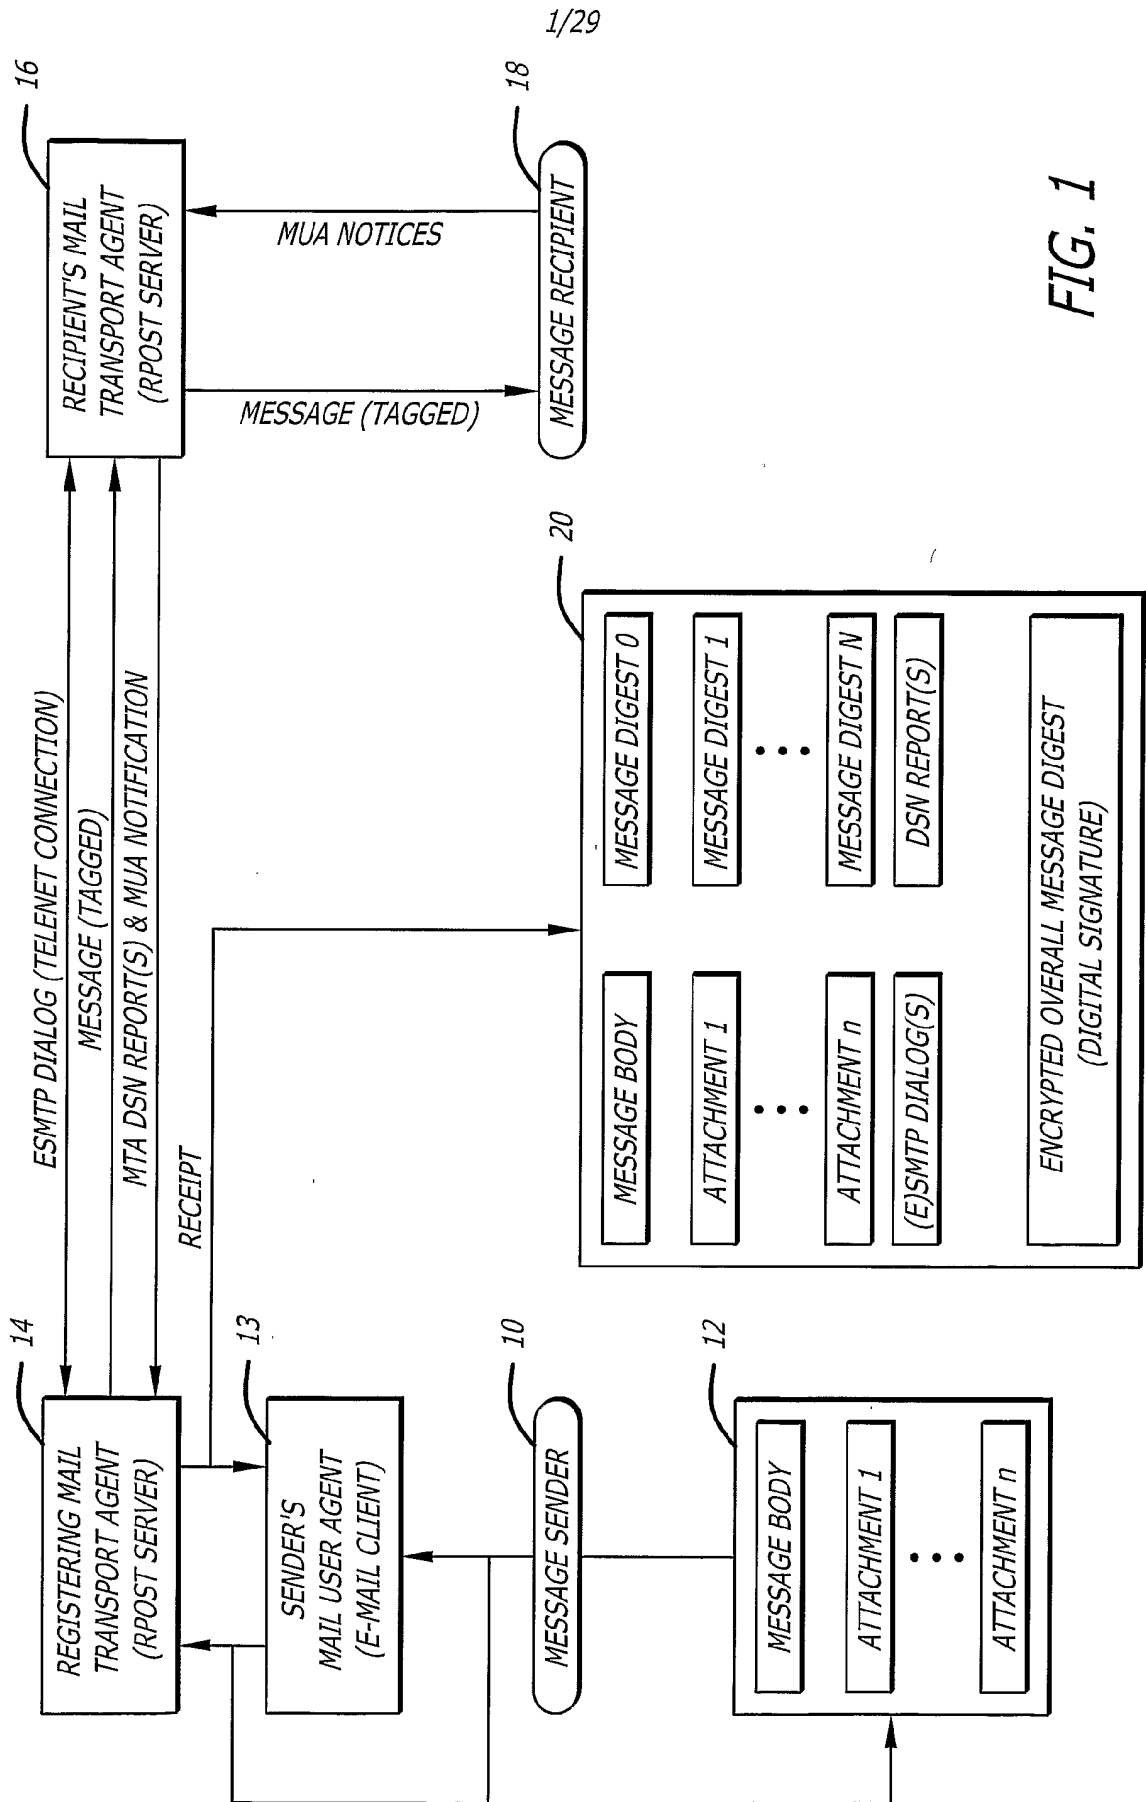 1/29
14
REGISTERING MAIL
TRANSPORT AGENT
(RPOST SERVER)
ESMTP DIALOG (TELENET CONNECTION)
MESSAGE (TAGGED)
MTA DSN REPORT(S) & MUA NOTIFICATION
16
RECIPIENT'S MAIL
TRANSPORT AGENT
(RPOST SERVER)
RECEIPT
13
SENDER'S
MAIL USER AGENT
(E-MAIL CLIENT)
MESSAGE (TAGGED)
MUA NOTICES
10
MESSAGE SENDER
18
MESSAGE RECIPIENT
12
MESSAGE BODY
ATTACHMENT 1
ATTACHMENT n
20
MESSAGE BODY
MESSAGE DIGEST 0
ATTACHMENT 1
MESSAGE DIGEST 1
ATTACHMENT n
MESSAGE DIGEST N
(E)SMTP DIALOG(S)
DSN REPORT(S)
ENCRYPTED OVERALL MESSAGE DIGEST
(DIGITAL SIGNATURE)
FIG. 1